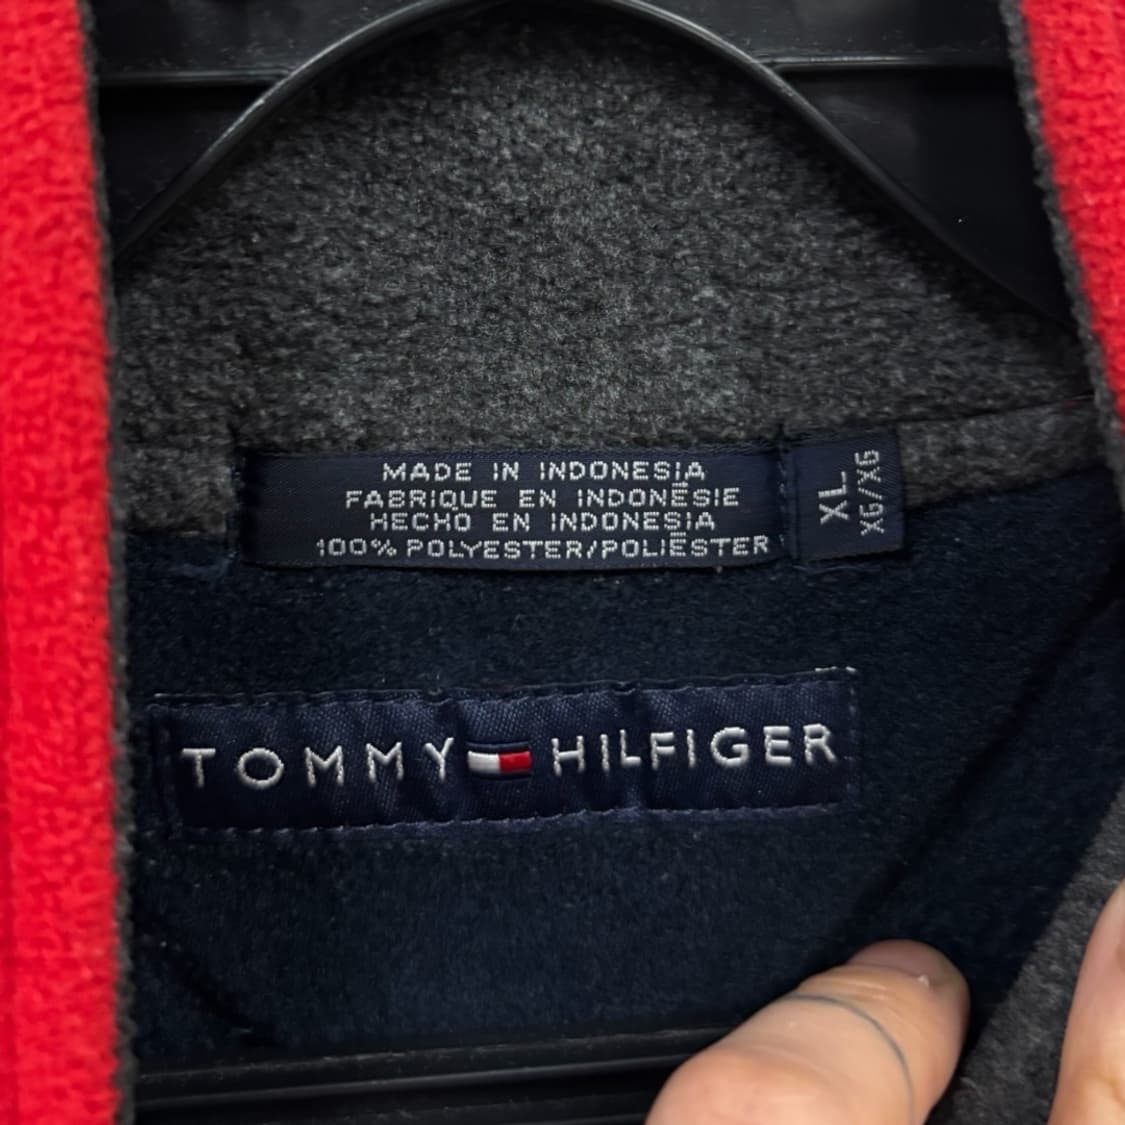 MADE IN INDONESIA
FABRIQUE EN INDONÉSIE
HECHO EN INDONESIA
100% POLYESTER/POLIÉSTER
XL
XG/XG
TOMMY HILFIGER